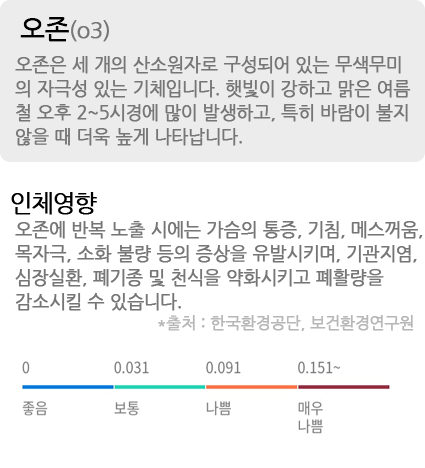 오존(o3)
오존은 세 개의 산소원자로 구성되어 있는 무색무미
의 자극성 있는 기체입니다. 햇빛이 강하고 맑은 여름
철 오후 2~5시경에 많이 발생하고, 특히 바람이 불지
않을 때 더욱 높게 나타납니다.
인체영향
오존에 반복 노출 시에는 가슴의 통증, 기침, 메스꺼움,
목자극, 소화 불량 등의 증상을 유발시키며, 기관지염,
심장실환, 폐기종 및 천식을 약화시키고 폐활량을
감소시킬 수 있습니다.
*출처 : 한국환경공단, 보건환경연구원
0 0.031 0.091 0.151~
좋음 보통 나쁨 매우
나쁨